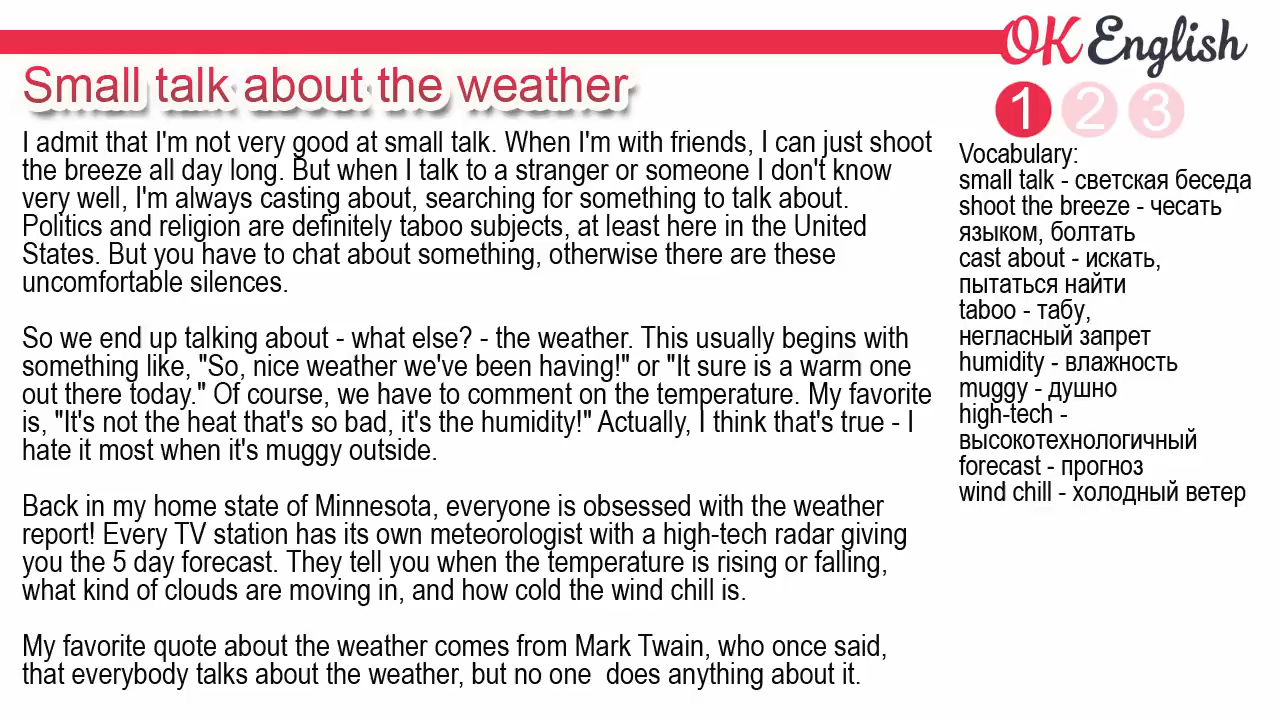 OK English
Small talk about the weather
1 2 3
I admit that I'm not very good at small talk. When I'm with friends, I can just shoot
the breeze all day long. But when I talk to a stranger or someone I don't know
very well, I'm always casting about, searching for something to talk about.
Politics and religion are definitely taboo subjects, at least here in the United
States. But you have to chat about something, otherwise there are these
uncomfortable silences.
So we end up talking about - what else? - the weather. This usually begins with
something like, "So, nice weather we've been having!" or "It sure is a warm one
out there today." Of course, we have to comment on the temperature. My favorite
is, "It's not the heat that's so bad, it's the humidity!" Actually, I think that's true - I
hate it most when it's muggy outside.
Back in my home state of Minnesota, everyone is obsessed with the weather
report! Every TV station has its own meteorologist with a high-tech radar giving
you the 5 day forecast. They tell you when the temperature is rising or falling,
what kind of clouds are moving in, and how cold the wind chill is.
My favorite quote about the weather comes from Mark Twain, who once said,
that everybody talks about the weather, but no one  does anything about it.
Vocabulary:
small talk - светская беседа
shoot the breeze - чесать
языком, болтать
cast about - искать,
пытаться найти
taboo - табу,
негласный запрет
humidity - влажность
muggy - душно
high-tech -
высокотехнологичный
forecast - прогноз
wind chill - холодный ветер